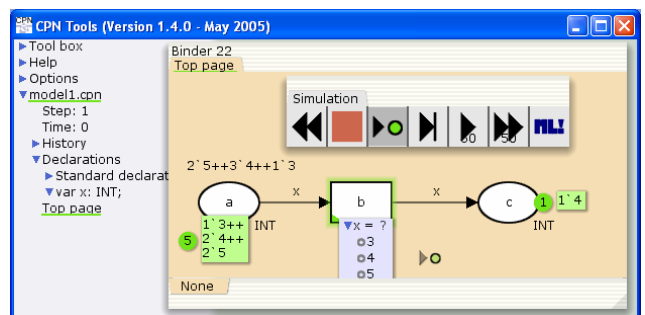 CPN Tools (Version 1.4.0 - May 2005)
Tool box
Help
Options
model1.cpn
Step: 1
Time: 0
History
Declarations
Standard declarat
var x: INT;
Top page
Binder 22
Top page
Simulation
50
50
ML!
2`5++3`4++1`3
a
x
b
x
c
1
1`4
INT
INT
5
1`3++
2`4++
2`5
x = ?
3
4
5
None